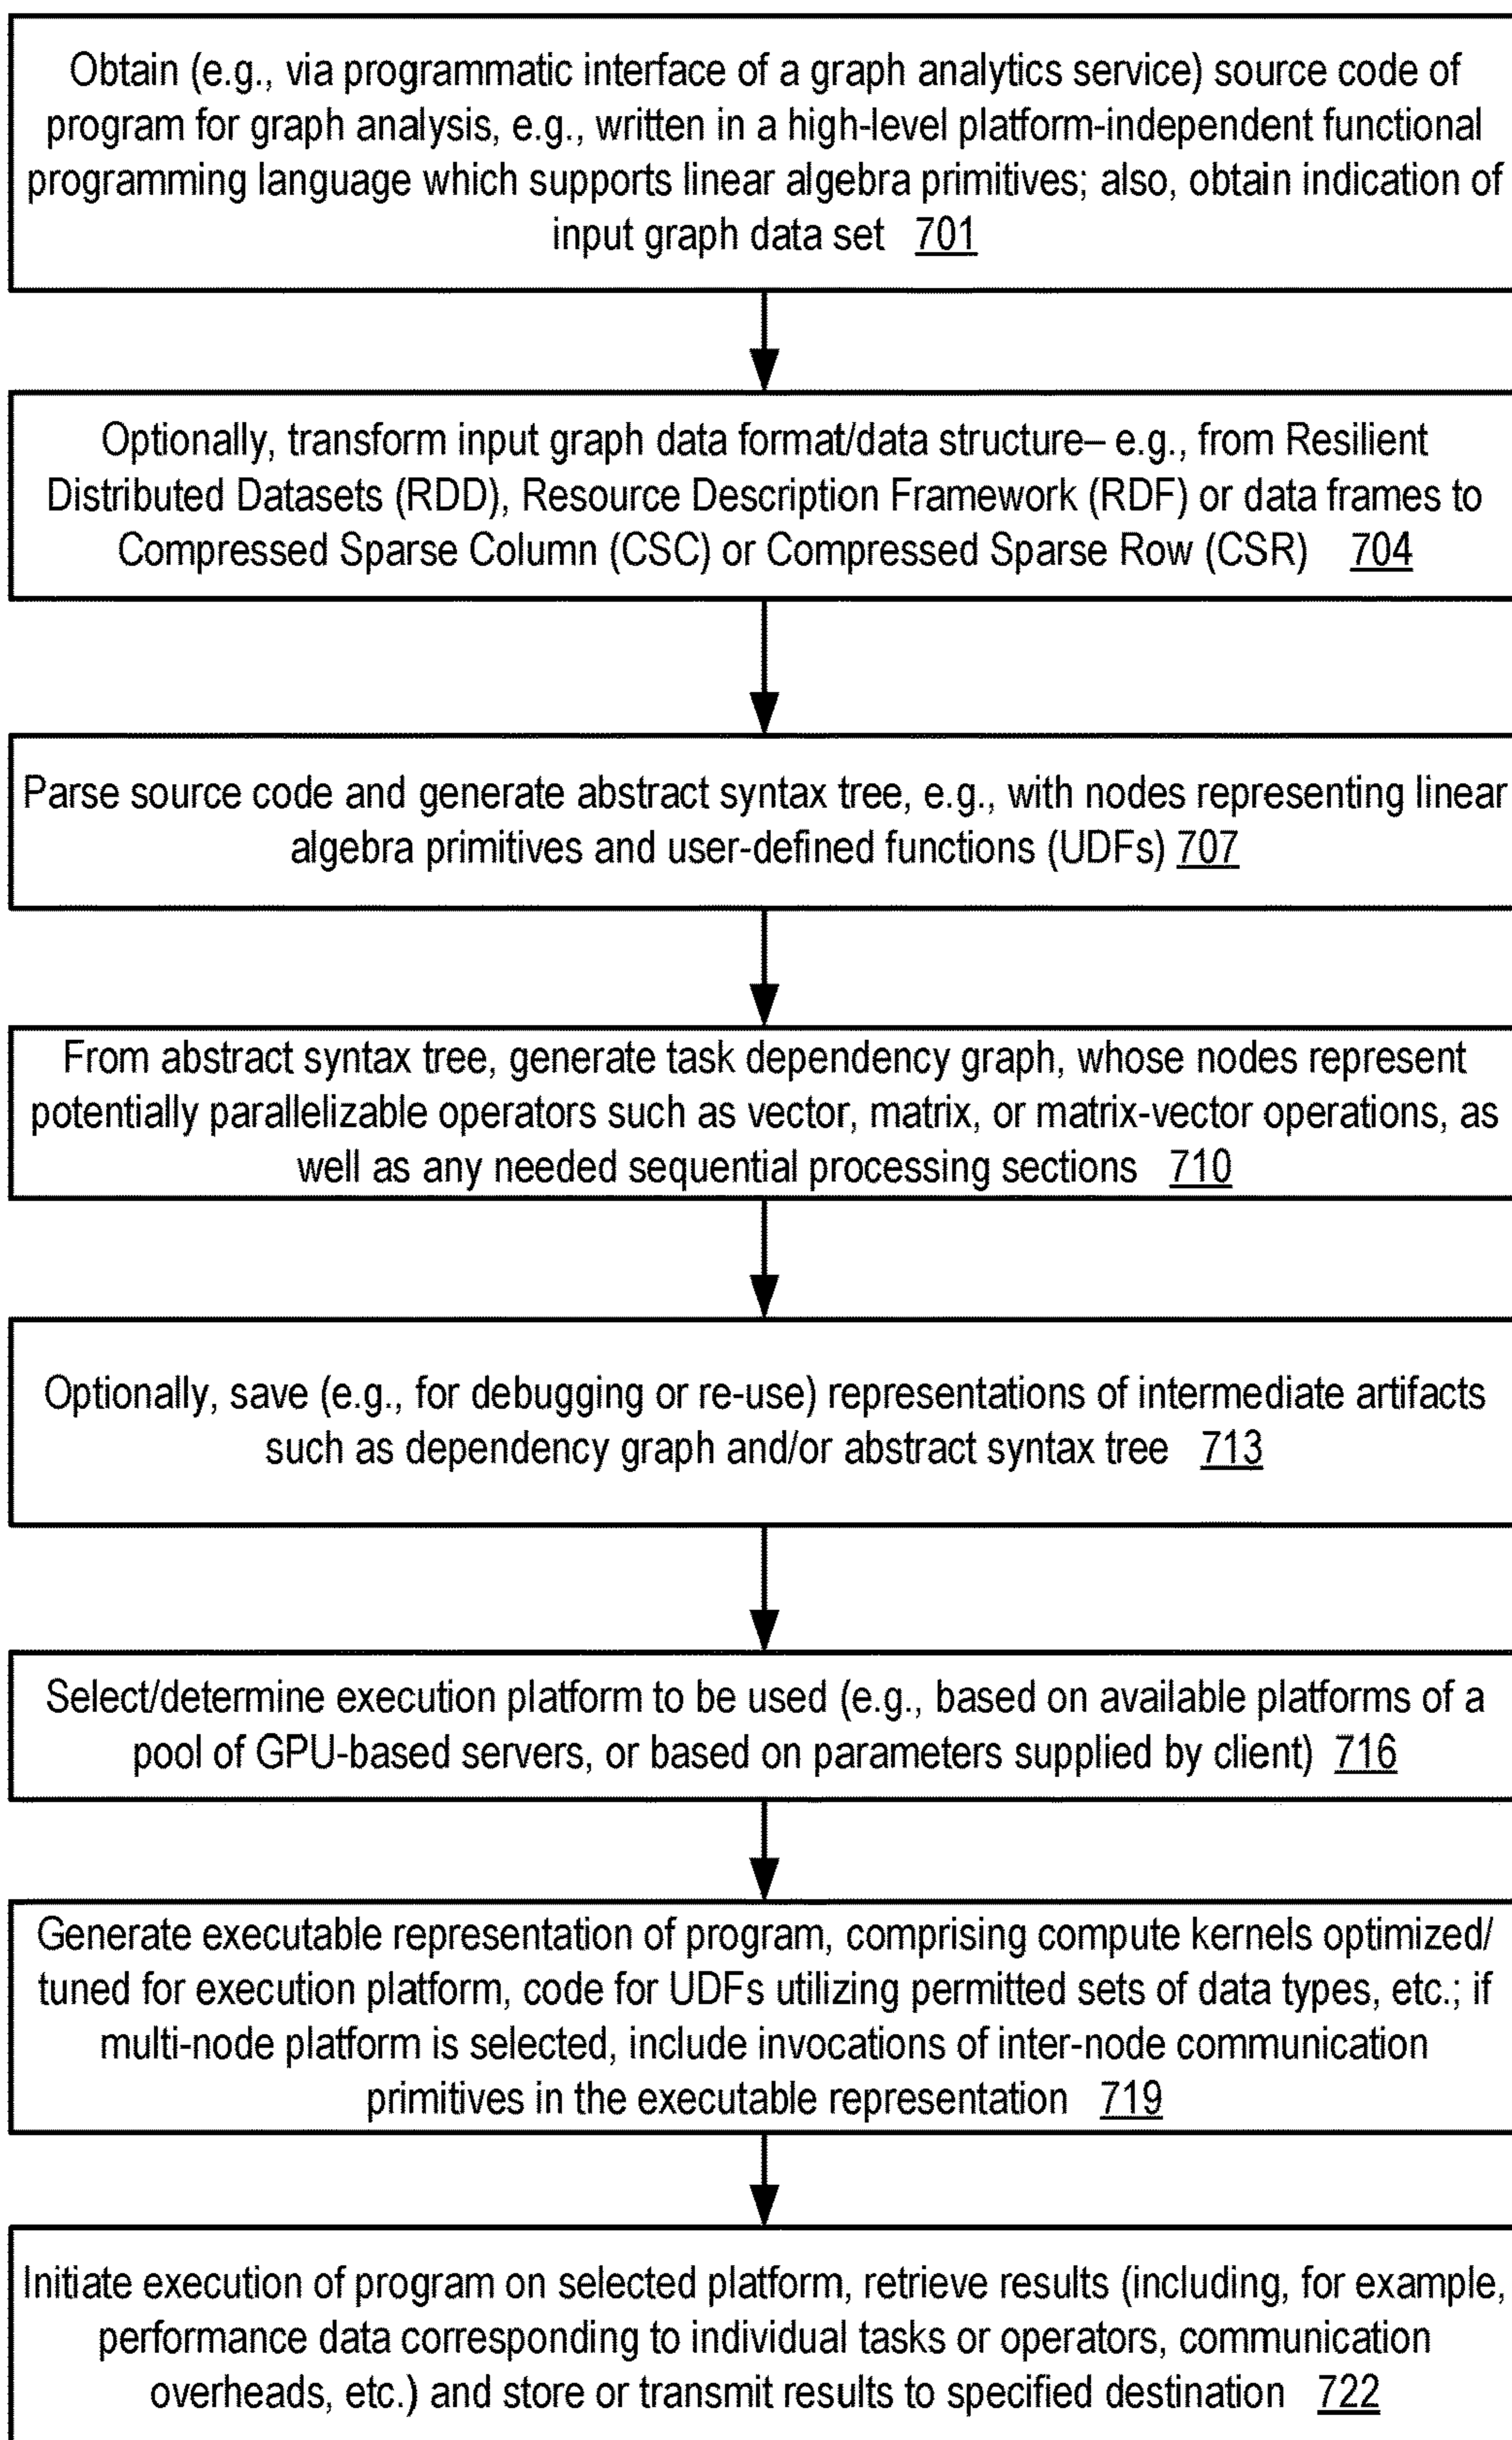 Obtain (e.g., via programmatic interface of a graph analytics service) source code of
program for graph analysis, e.g., written in a high-level platform-independent functional
programming language which supports linear algebra primitives; also, obtain indication of
input graph data set 701
Optionally, transform input graph data format/data structure– e.g., from Resilient
Distributed Datasets (RDD), Resource Description Framework (RDF) or data frames to
Compressed Sparse Column (CSC) or Compressed Sparse Row (CSR) 704
Parse source code and generate abstract syntax tree, e.g., with nodes representing linear
algebra primitives and user-defined functions (UDFs) 707
From abstract syntax tree, generate task dependency graph, whose nodes represent
potentially parallelizable operators such as vector, matrix, or matrix-vector operations, as
well as any needed sequential processing sections 710
Optionally, save (e.g., for debugging or re-use) representations of intermediate artifacts
such as dependency graph and/or abstract syntax tree 713
Select/determine execution platform to be used (e.g., based on available platforms of a
pool of GPU-based servers, or based on parameters supplied by client) 716
Generate executable representation of program, comprising compute kernels optimized/
tuned for execution platform, code for UDFs utilizing permitted sets of data types, etc.; if
multi-node platform is selected, include invocations of inter-node communication
primitives in the executable representation 719
Initiate execution of program on selected platform, retrieve results (including, for example,
performance data corresponding to individual tasks or operators, communication
overheads, etc.) and store or transmit results to specified destination 722